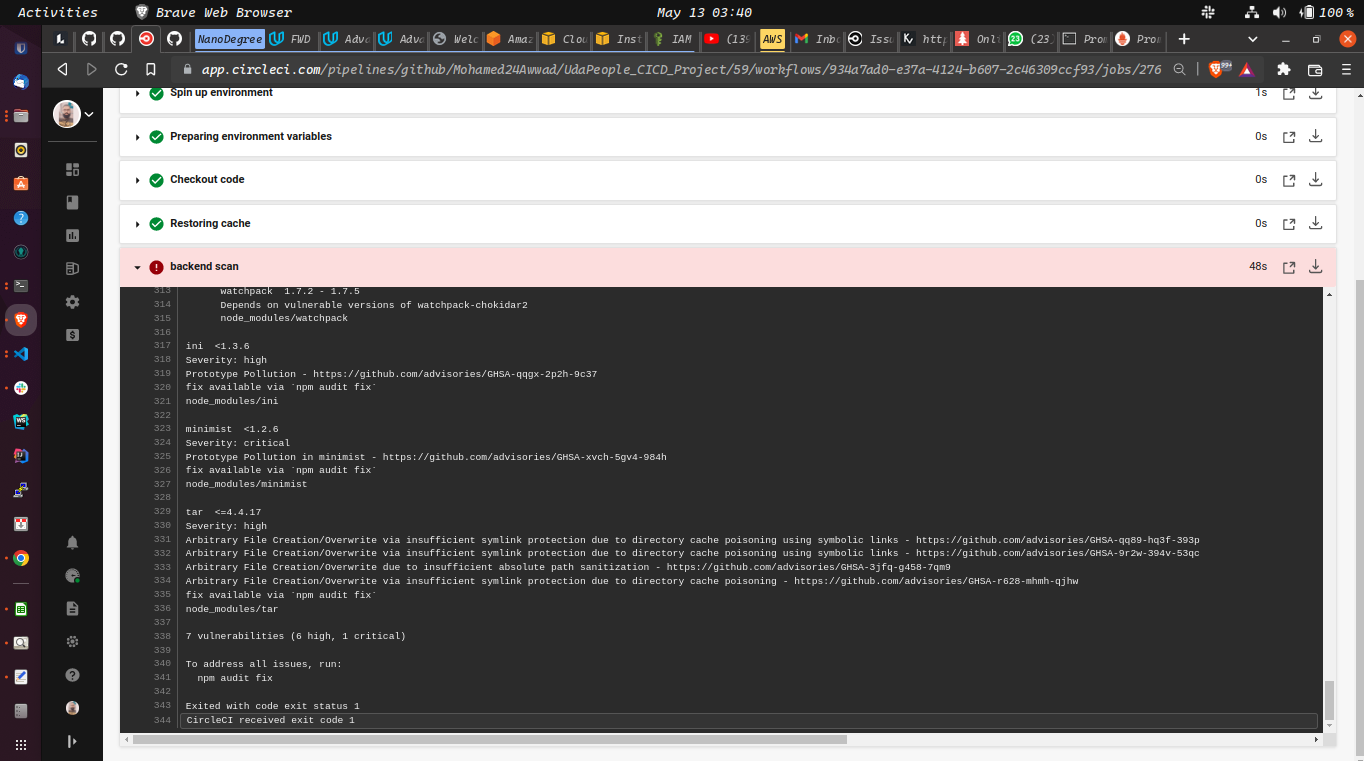 Activities
Brave Web Browser
May 13 03:40
100 %
NanoDegree
FWD
Adva
Adva
Welc
Amaz
Clou
Inst
IAM
(139
AWS
Inbo
Issu
http
Onli
(23)
Pro
Pro
app.circleci.com/pipelines/github/Mohamed24Awwad/UdaPeople_CICD_Project/59/workflows/934a7ad0-e37a-4124-b607-2c46309ccf93/jobs/276
99+
Spin up environment
1s
Preparing environment variables
0s
Checkout code
0s
Restoring cache
0s
backend scan
48s
313 watchpack 1.7.2 - 1.7.5
314 Depends on vulnerable versions of watchpack-chokidar2
315 node_modules/watchpack
316
317 ini <1.3.6
318 Severity: high
319 Prototype Pollution - https://github.com/advisories/GHSA-qqgx-2p2h-9c37
320 fix available via `npm audit fix`
321 node_modules/ini
322
323 minimist <1.2.6
324 Severity: critical
325 Prototype Pollution in minimist - https://github.com/advisories/GHSA-xvch-5gv4-984h
326 fix available via `npm audit fix`
327 node_modules/minimist
328
329 tar <=4.4.17
330 Severity: high
331 Arbitrary File Creation/Overwrite via insufficient symlink protection due to directory cache poisoning using symbolic links - https://github.com/advisories/GHSA-qq89-hq3f-393p
332 Arbitrary File Creation/Overwrite via insufficient symlink protection due to directory cache poisoning using symbolic links - https://github.com/advisories/GHSA-9r2w-394v-53qc
333 Arbitrary File Creation/Overwrite due to insufficient absolute path sanitization - https://github.com/advisories/GHSA-3jfq-g458-7qm9
334 Arbitrary File Creation/Overwrite via insufficient symlink protection due to directory cache poisoning - https://github.com/advisories/GHSA-r628-mhmh-qjhw
335 fix available via `npm audit fix`
336 node_modules/tar
337
338 7 vulnerabilities (6 high, 1 critical)
339
340 To address all issues, run:
341 npm audit fix
342
343 Exited with code exit status 1
344 CircleCI received exit code 1